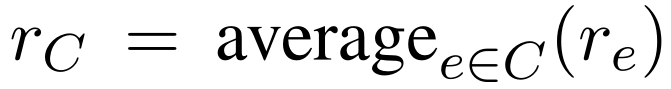 r_C = average_{e∈C}(r_e)